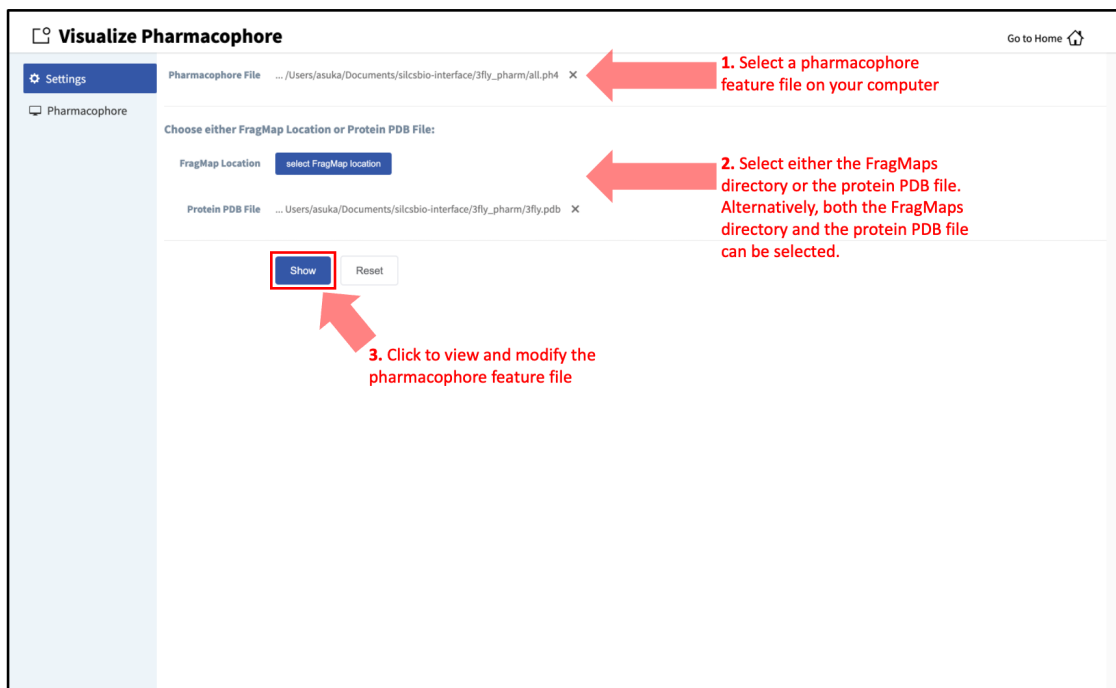 Visualize Pharmacophore
Go to Home
Settings
Pharmacophore
Pharmacophore File ... /Users/asuka/Documents/silcsbio-interface/3fly_pharm/all.ph4 ✕
1. Select a pharmacophore
feature file on your computer
Choose either FragMap Location or Protein PDB File:
FragMap Location select FragMap location
Protein PDB File ... Users/asuka/Documents/silcsbio-interface/3fly_pharm/3fly.pdb ✕
2. Select either the FragMaps
directory or the protein PDB file.
Alternatively, both the FragMaps
directory and the protein PDB file
can be selected.
Show Reset
3. Click to view and modify the
pharmacophore feature file